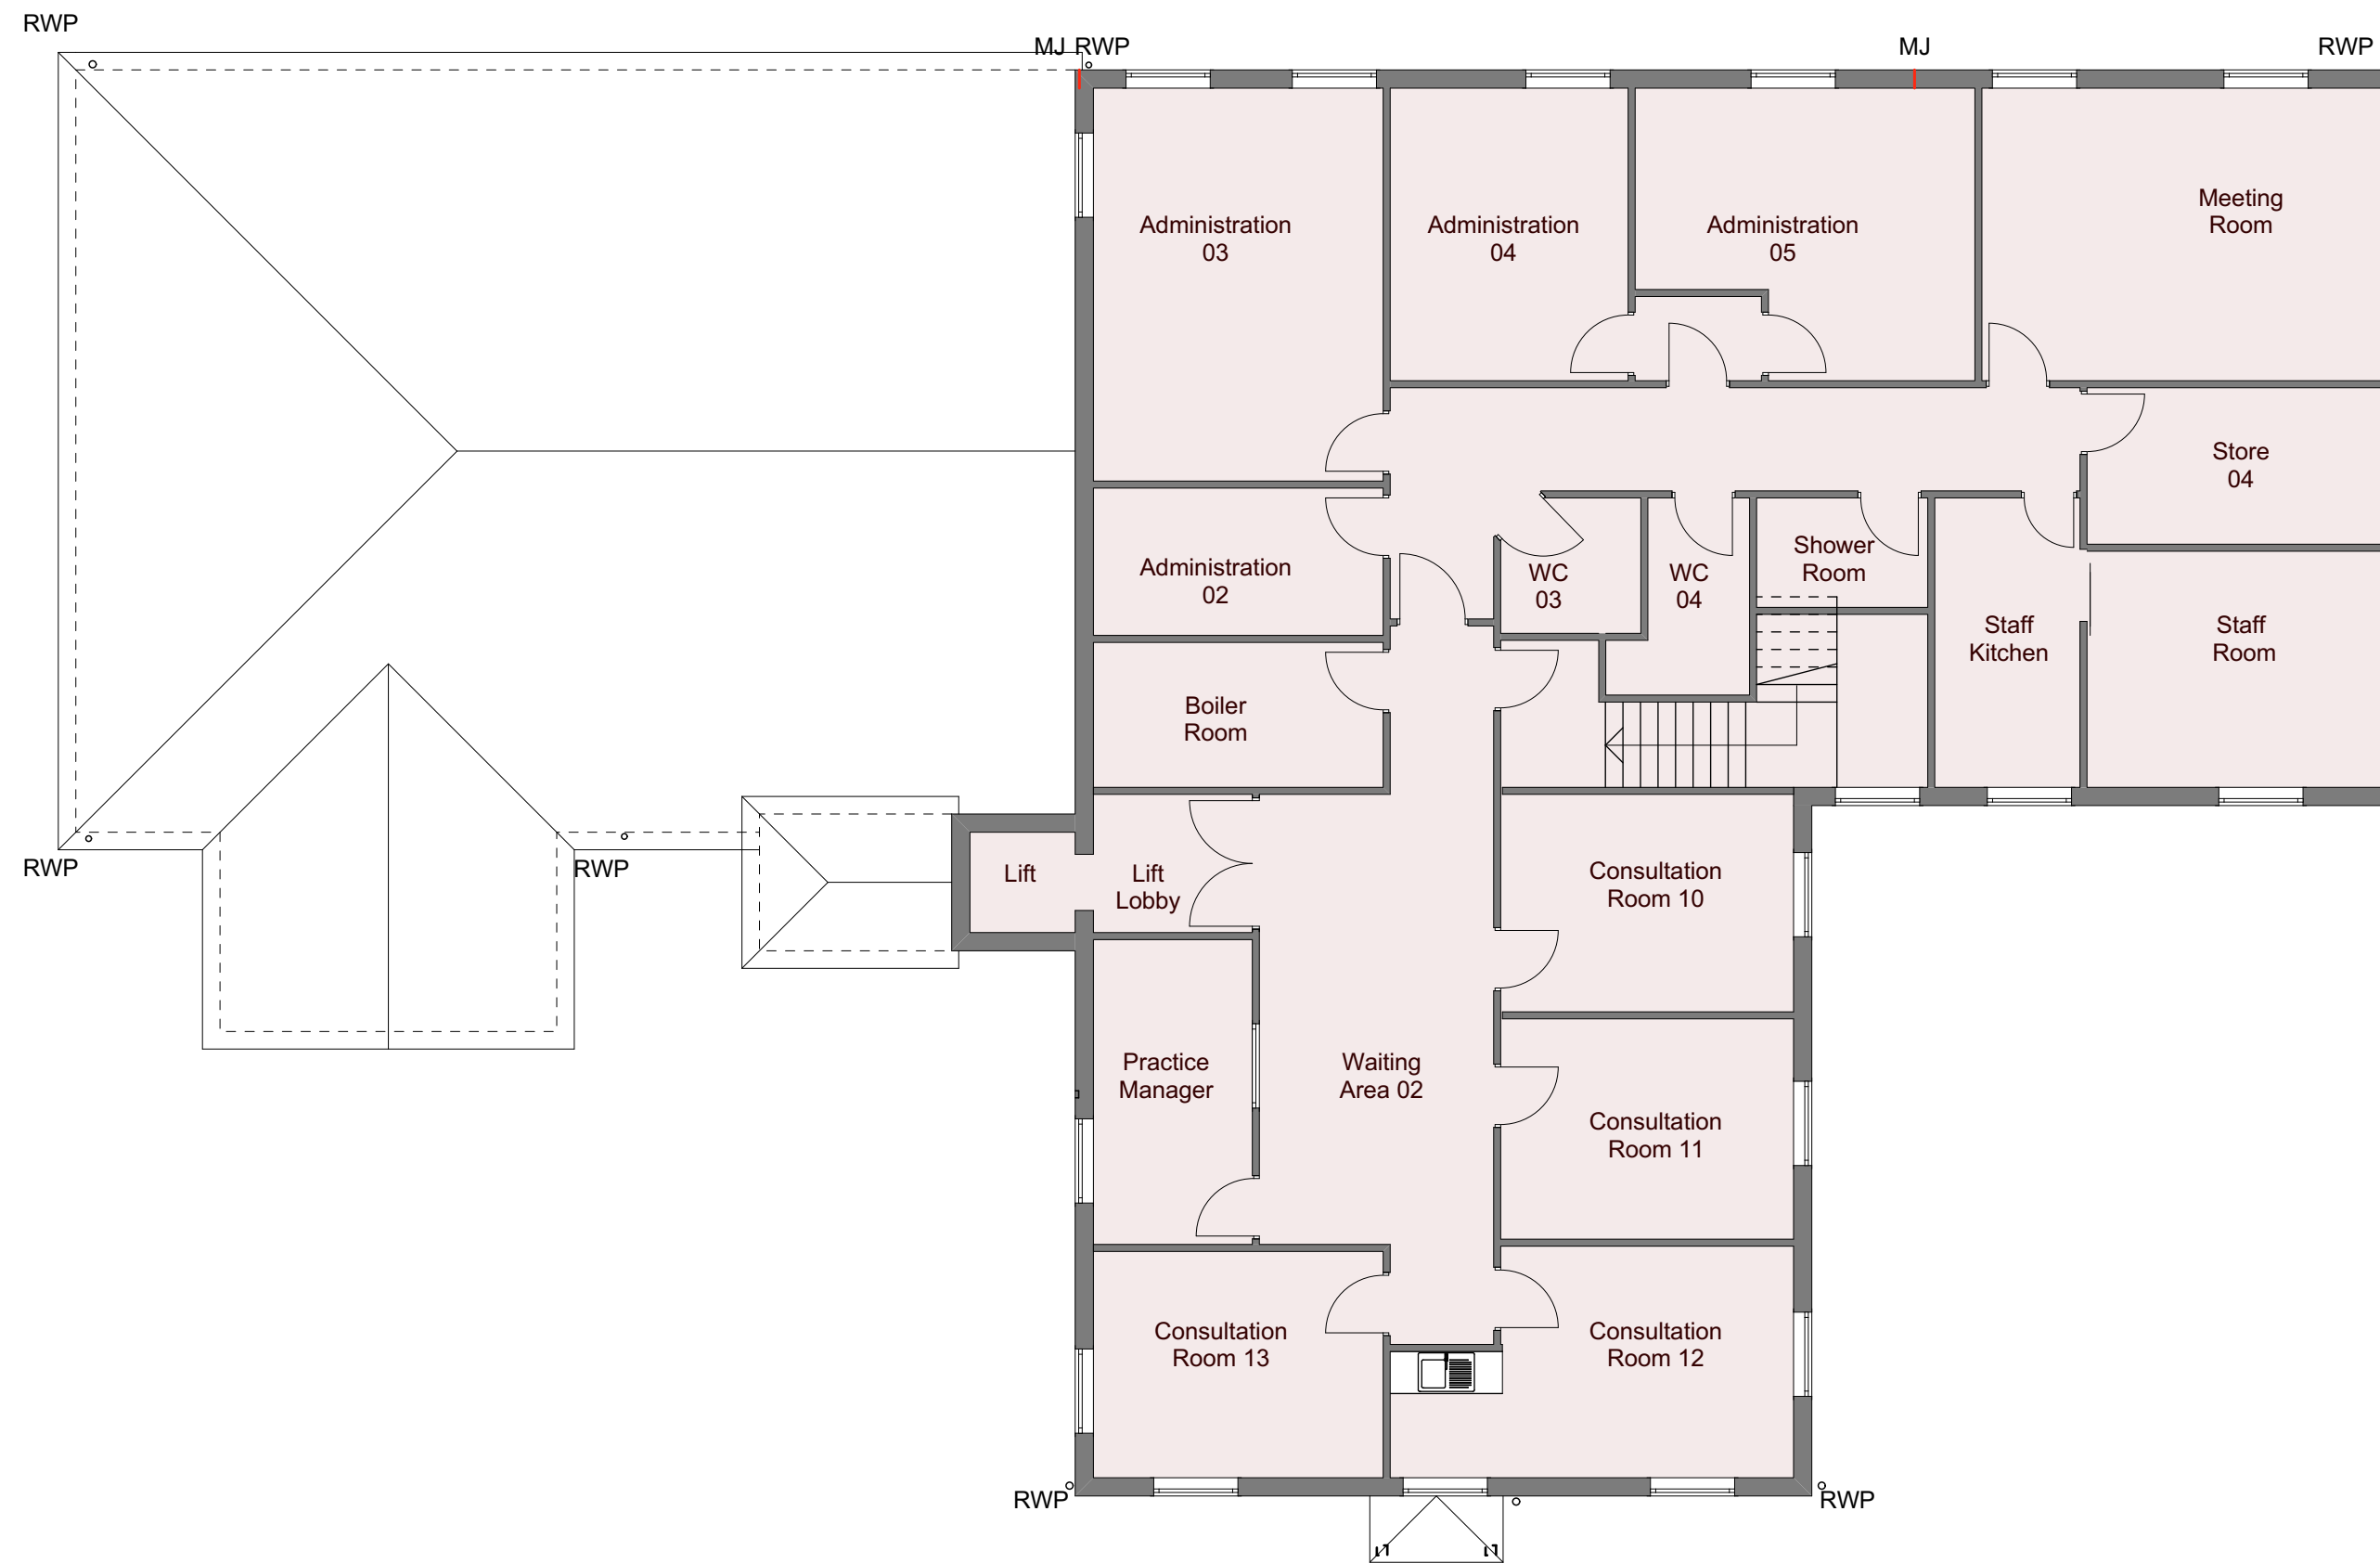 RWP
MJ RWP
MJ
RWP
Administration
03
Administration
04
Administration
05
Meeting
Room
Store
04
Administration
02
WC
03
WC
04
Shower
Room
Staff
Kitchen
Staff
Room
Boiler
Room
RWP
RWP
Lift
Lift
Lobby
Consultation
Room 10
Practice
Manager
Waiting
Area 02
Consultation
Room 11
Consultation
Room 13
Consultation
Room 12
RWP
RWP